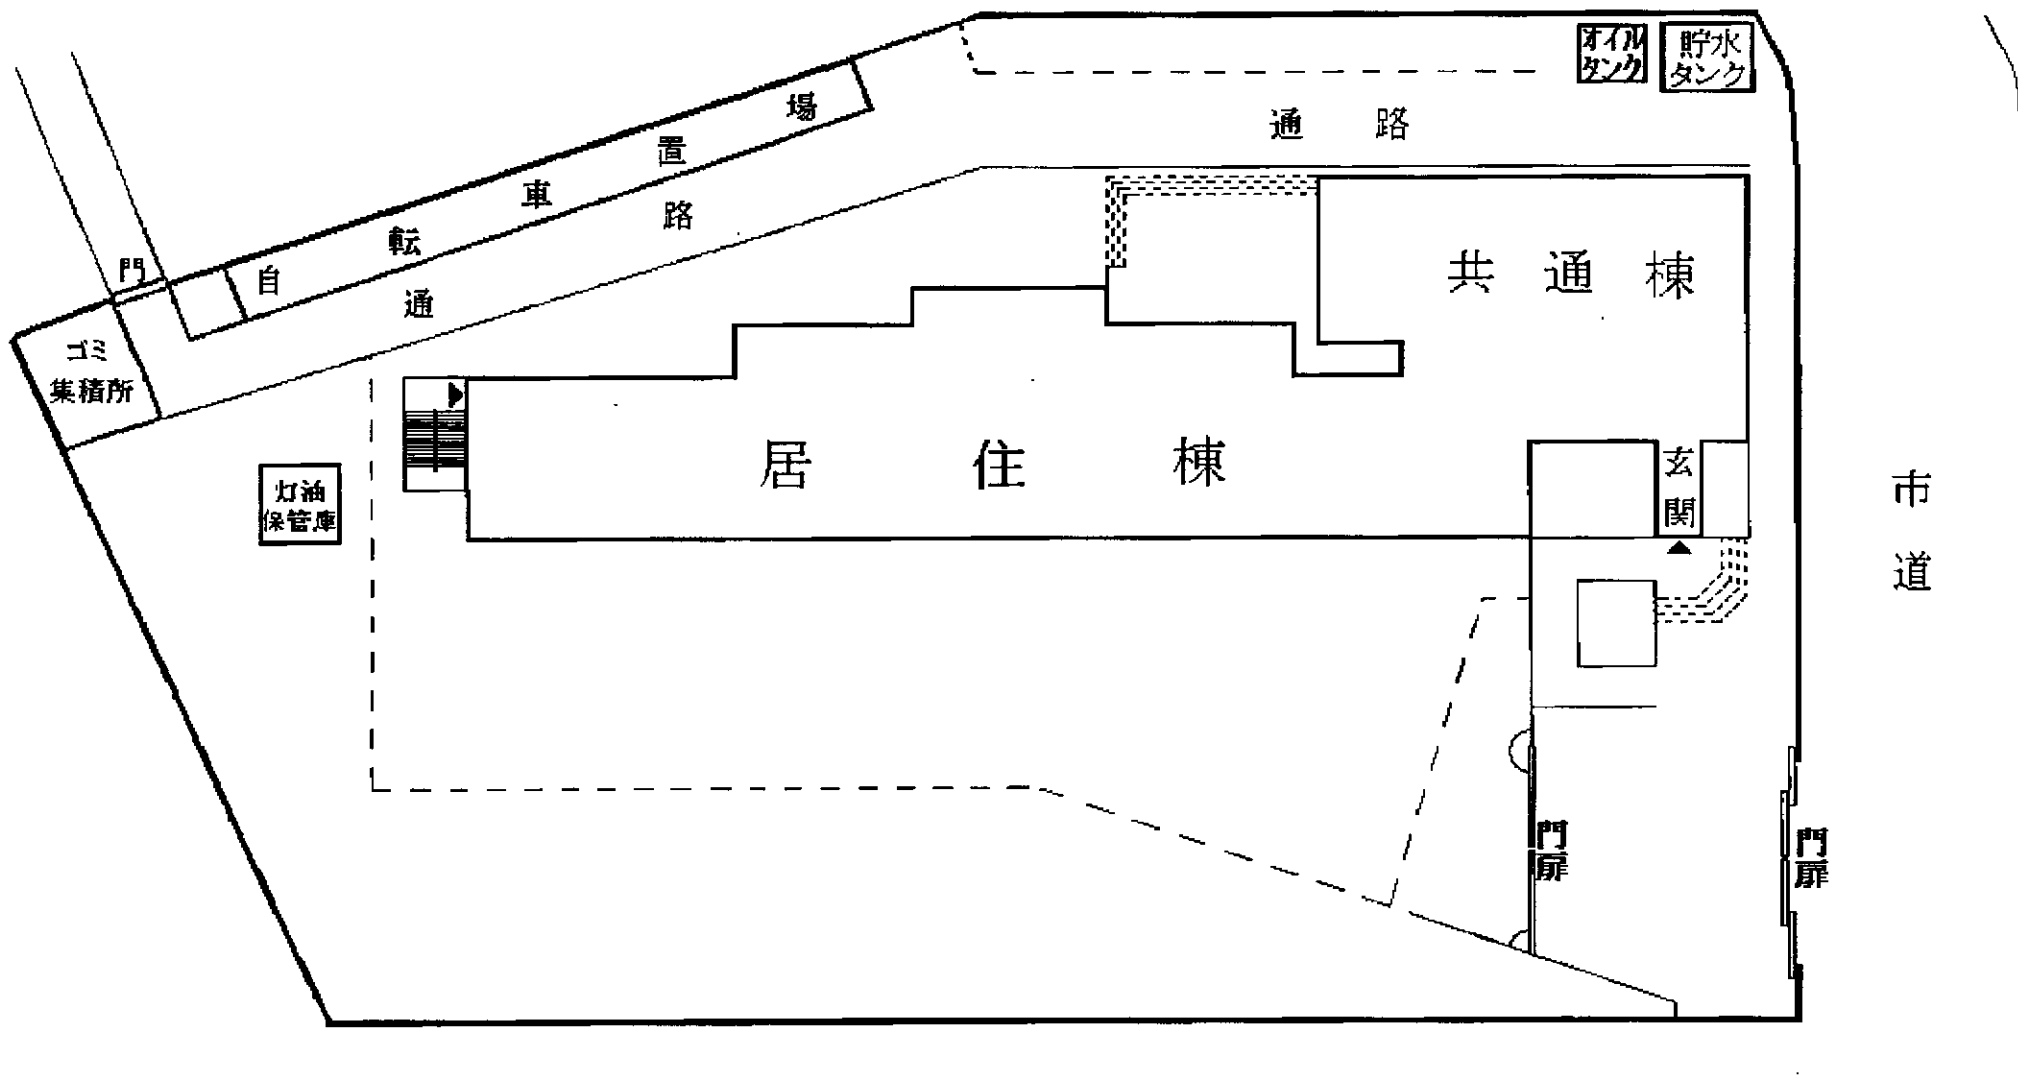 オイル
タンク
貯水
タンク
通路
自転車置場
通路
門
ゴミ
集積所
共通棟
居住棟
灯油
保管庫
玄関
市道
門扉
門扉